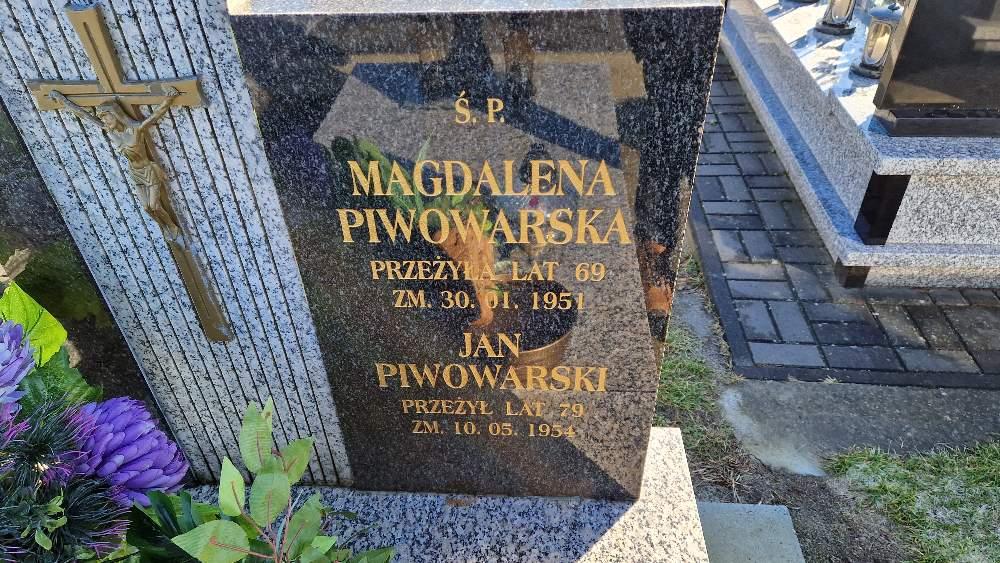 Ś. P.
MAGDALENA
PIWOWARSKA
PRZEŻYŁA LAT 69
ZM. 30. 01. 1951
JAN
PIWOWARSKI
PRZEŻYŁ LAT 79
ZM. 10. 05. 1954